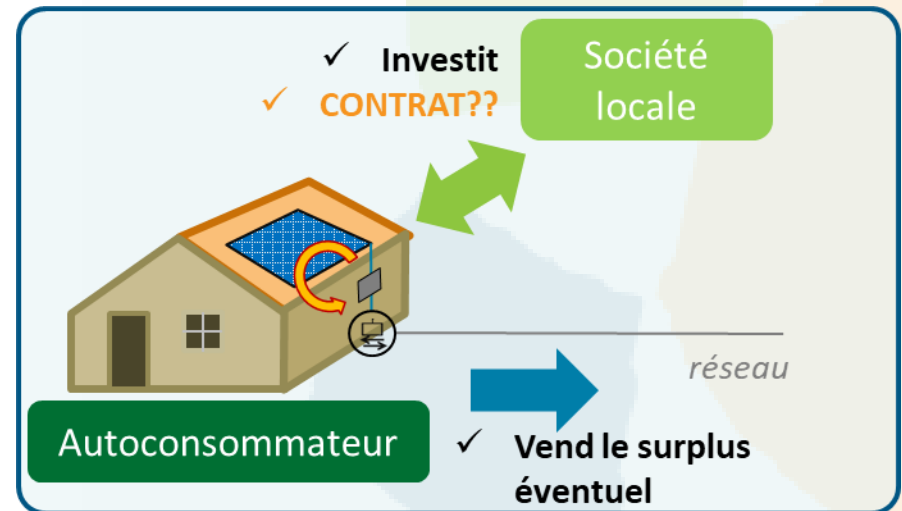 ✓ Investit
✓ CONTRAT??
Société
locale
réseau
Autoconsommateur
✓ Vend le surplus
éventuel